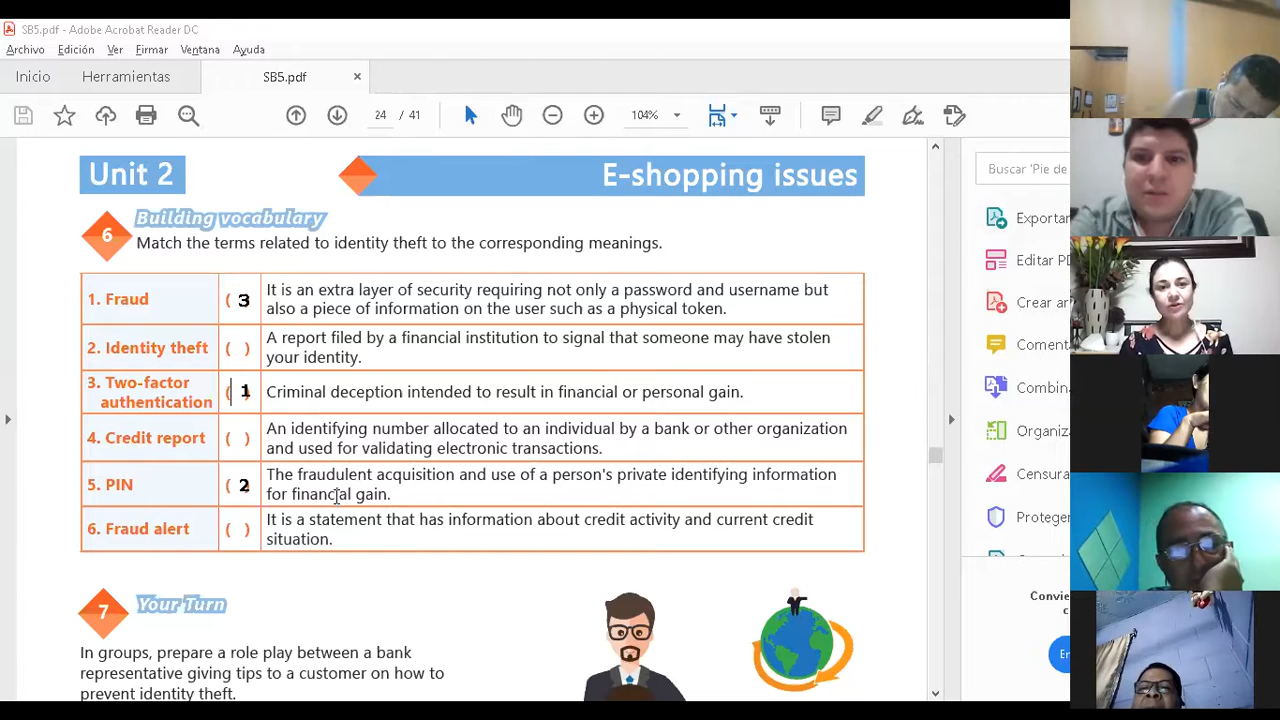 SB5.pdf - Adobe Acrobat Reader DC
Archivo Edición Ver Firmar Ventana Ayuda
Inicio Herramientas SB5.pdf ×
24 / 41 104%
Unit 2 E-shopping issues
6 Building vocabulary
Match the terms related to identity theft to the corresponding meanings.
1. Fraud ( 3 It is an extra layer of security requiring not only a password and username but
also a piece of information on the user such as a physical token.
2. Identity theft ( ) A report filed by a financial institution to signal that someone may have stolen
your identity.
3. Two-factor
authentication ( 1 ) Criminal deception intended to result in financial or personal gain.
4. Credit report ( ) An identifying number allocated to an individual by a bank or other organization
and used for validating electronic transactions.
5. PIN ( 2 ) The fraudulent acquisition and use of a person's private identifying information
for financial gain.
6. Fraud alert ( ) It is a statement that has information about credit activity and current credit
situation.
7 Your Turn
In groups, prepare a role play between a bank
representative giving tips to a customer on how to
prevent identity theft.
Buscar 'Pie de
Exportar
Editar PD
Crear ar
Comenta
Combin
Organiza
Censura
Proteger
Convie